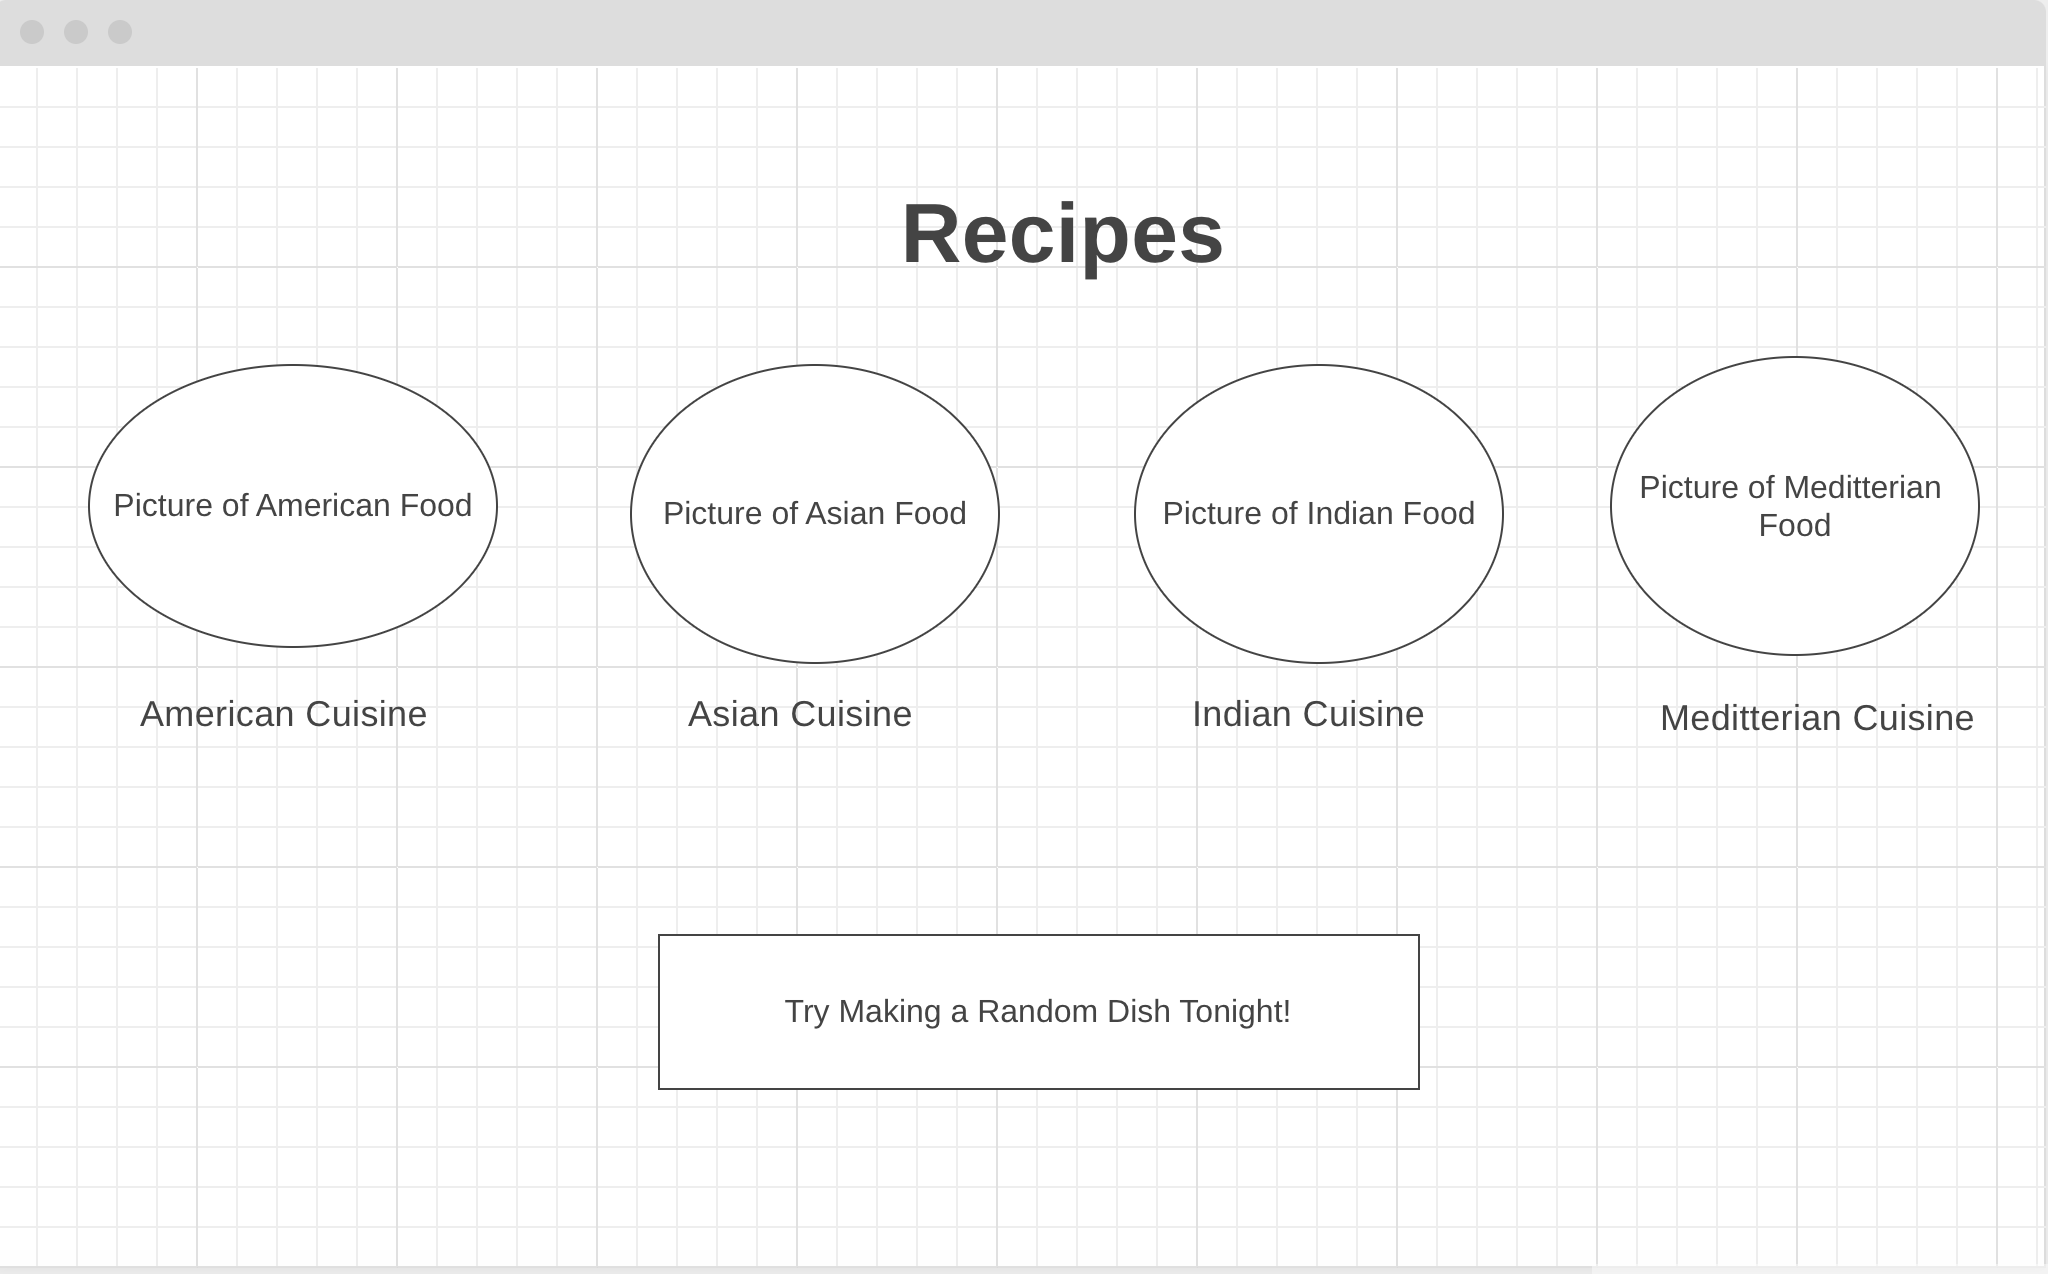 Recipes
Picture of American Food
Picture of Asian Food
Picture of Indian Food
Picture of Meditterian
Food
American Cuisine
Asian Cuisine
Indian Cuisine
Meditterian Cuisine
Try Making a Random Dish Tonight!